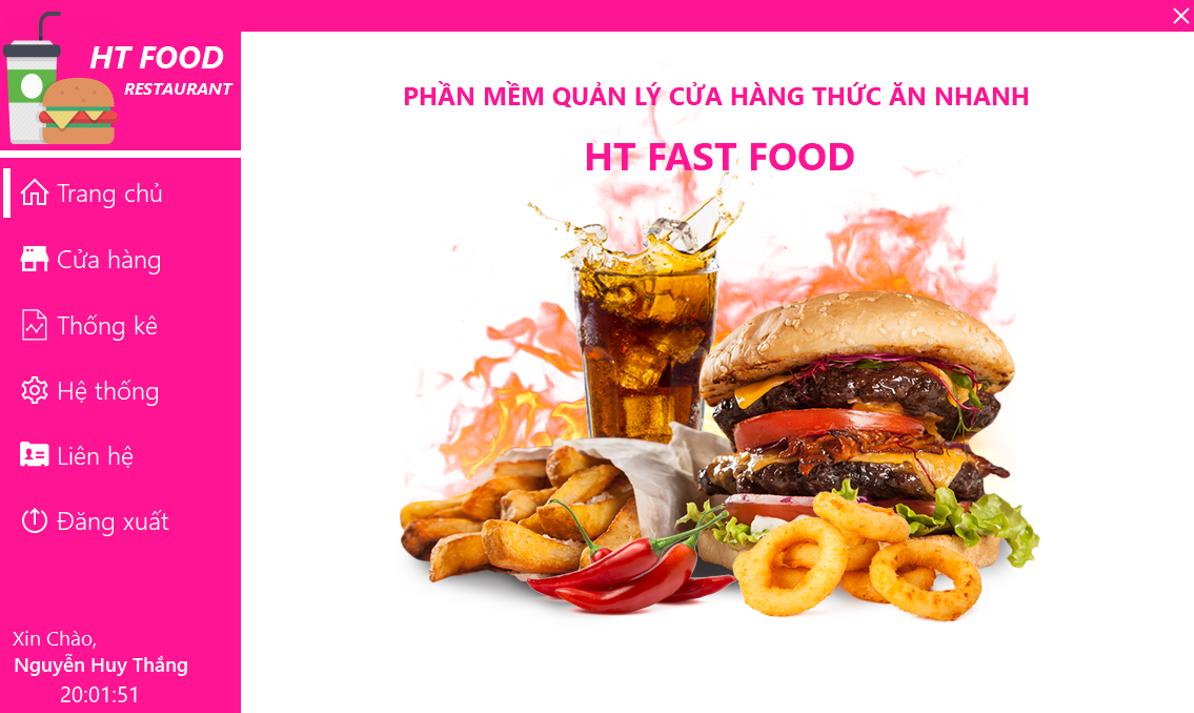 HT FOOD
RESTAURANT
Trang chủ
Cửa hàng
Thống kê
Hệ thống
Liên hệ
Đăng xuất
Xin Chào,
Nguyễn Huy Thắng
20:01:51
PHẦN MỀM QUẢN LÝ CỬA HÀNG THỨC ĂN NHANH
HT FAST FOOD